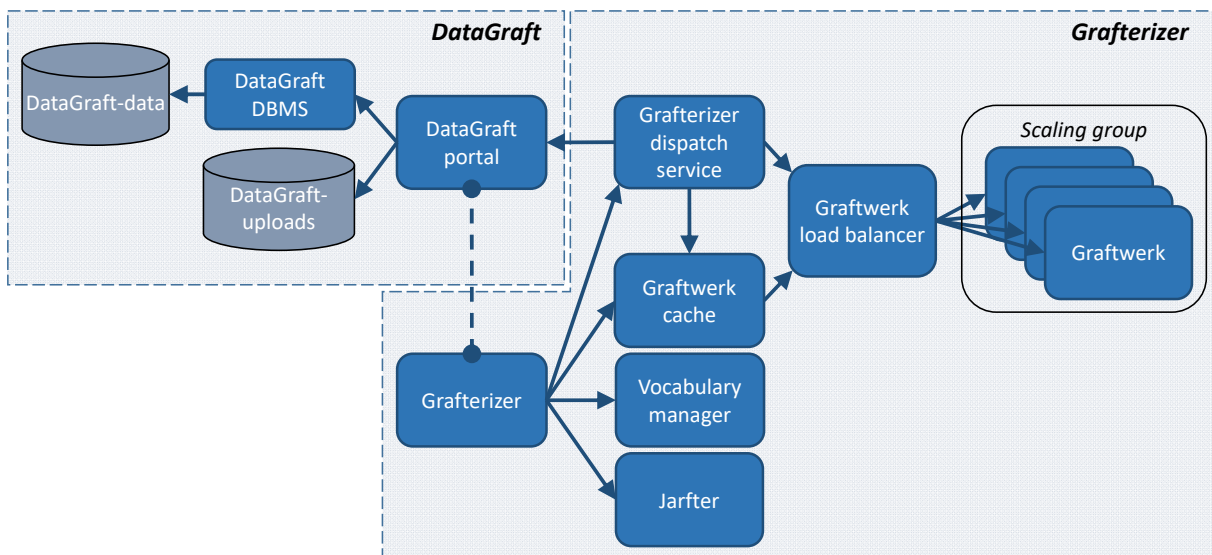 DataGraft
Grafterizer
DataGraft-data
DataGraft
DBMS
DataGraft
portal
DataGraft-
uploads
Grafterizer
dispatch
service
Scaling group
Graftwerk
load balancer
Graftwerk
Graftwerk
cache
Grafterizer
Vocabulary
manager
Jarfter